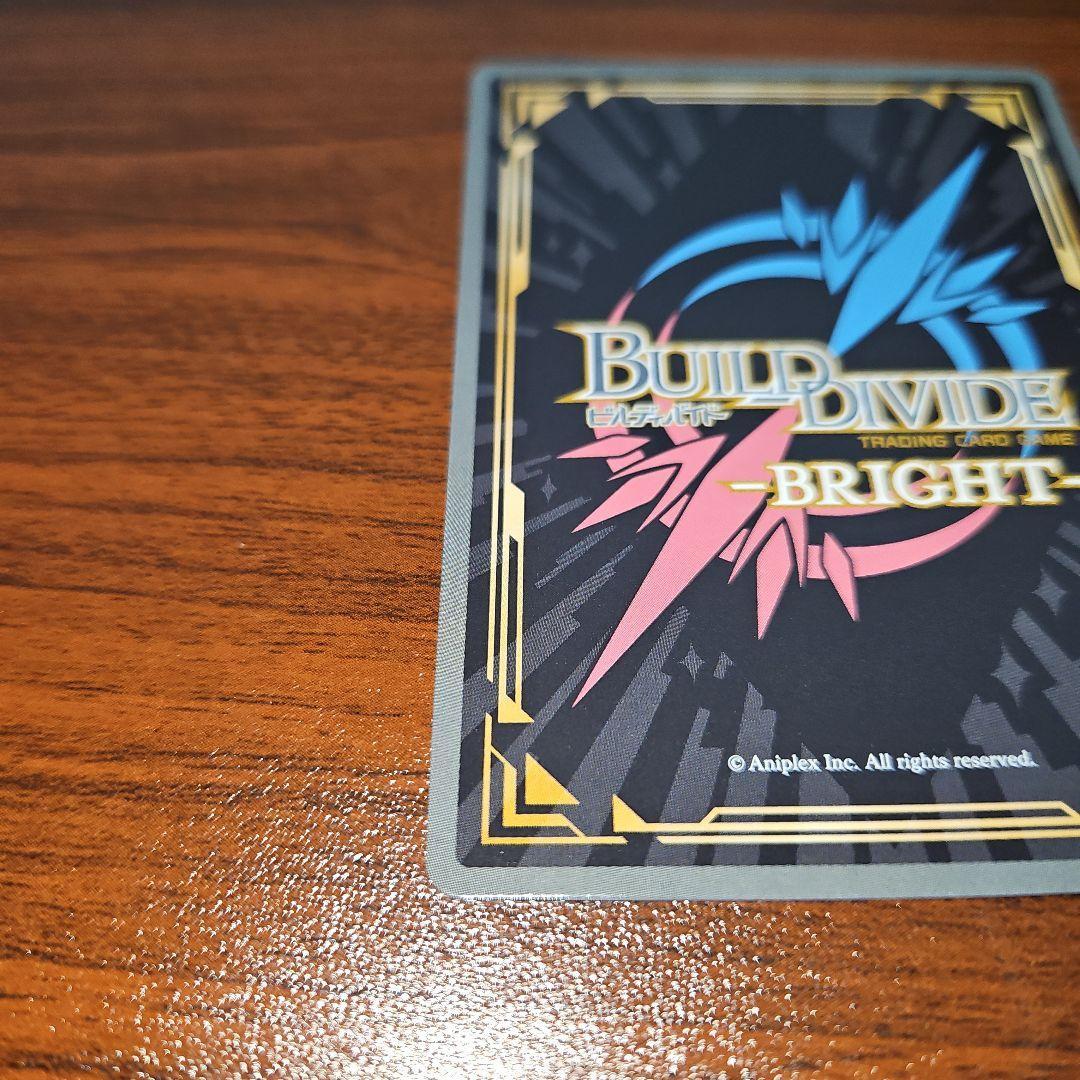 BUILD DIVIDE
ビルディバイド
TRADING CARD GAME
-BRIGHT-
© Aniplex Inc. All rights reserved.